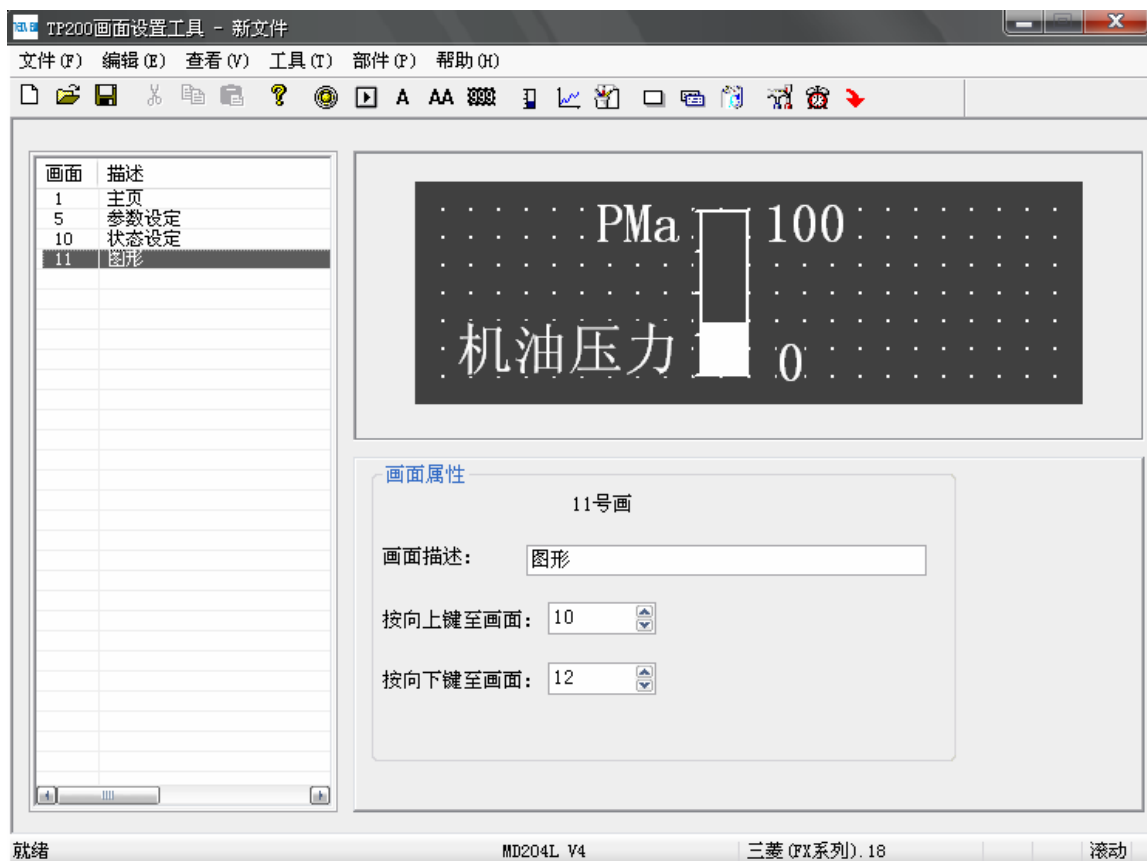 TP200画面设置工具 - 新文件
文件(F) 编辑(E) 查看(V) 工具(T) 部件(P) 帮助(H)
A AA
画面 描述
1 主页
5 参数设定
10 状态设定
11 图形
PMa 100
机油压力 0
画面属性
11号画
画面描述： 图形
按向上键至画面： 10
按向下键至画面： 12
就绪 MD204L V4 三菱(FX系列).18 滚动